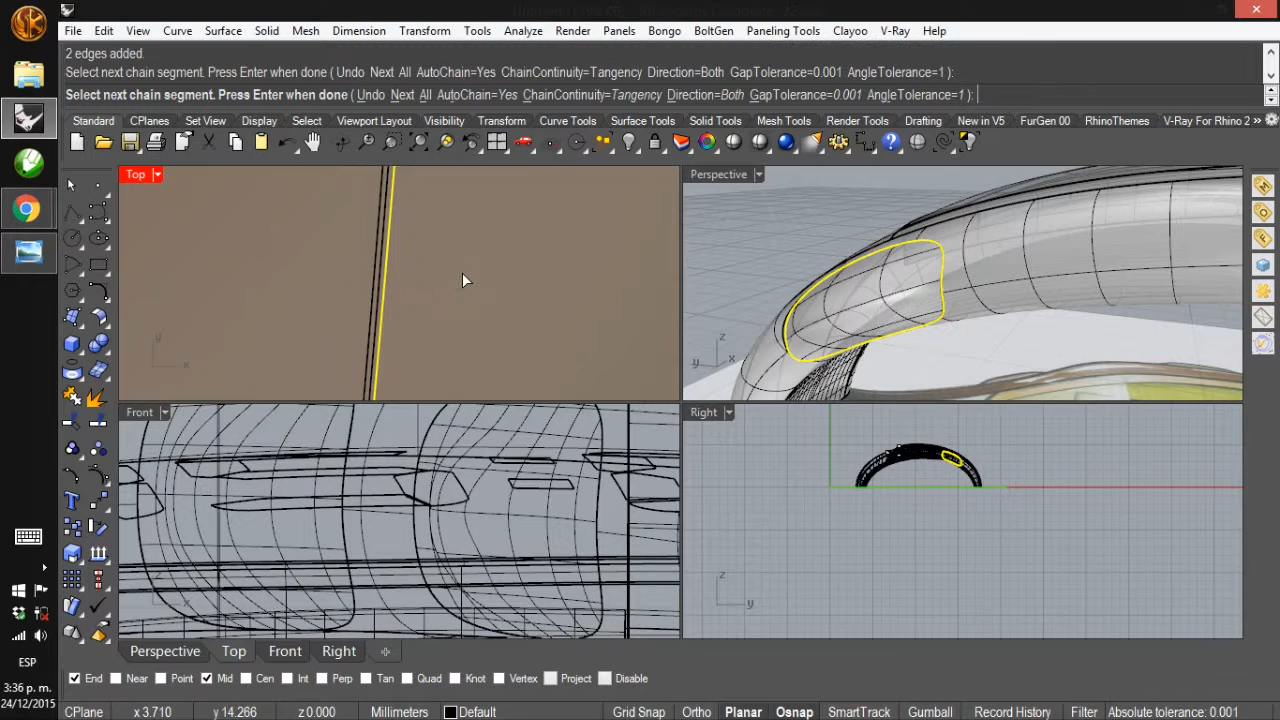 File Edit View Curve Surface Solid Mesh Dimension Transform Tools Analyze Render Panels Bongo BoltGen Paneling Tools Clayoo V-Ray Help
2 edges added.
Select next chain segment. Press Enter when done ( Undo Next All AutoChain=Yes ChainContinuity=Tangency Direction=Both GapTolerance=0.001 AngleTolerance=1 ):
Select next chain segment. Press Enter when done ( Undo Next All AutoChain=Yes ChainContinuity=Tangency Direction=Both GapTolerance=0.001 AngleTolerance=1 ):
Standard CPlanes Set View Display Select Viewport Layout Visibility Transform Curve Tools Surface Tools Solid Tools Mesh Tools Render Tools Drafting New in V5 FurGen 00 RhinoThemes V-Ray For Rhino 2 »
Top
Perspective
y
x
z
y
x
Front
Right
z
x
z
y
Perspective Top Front Right
End Near Point Mid Cen Int Perp Tan Quad Knot Vertex Project Disable
CPlane x 3.710 y 14.266 z 0.000 Millimeters Default Grid Snap Ortho Planar Osnap SmartTrack Gumball Record History Filter Absolute tolerance: 0.001
ESP
3:36 p. m.
24/12/2015